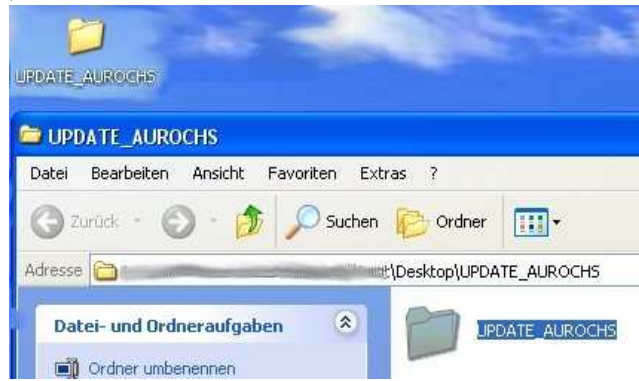 UPDATE_AUROCHS
UPDATE_AUROCHS
Datei Bearbeiten Ansicht Favoriten Extras ?
Zurück Suchen Ordner
Adresse \Desktop\UPDATE_AUROCHS
Datei- und Ordneraufgaben
UPDATE_AUROCHS
Ordner umbenennen